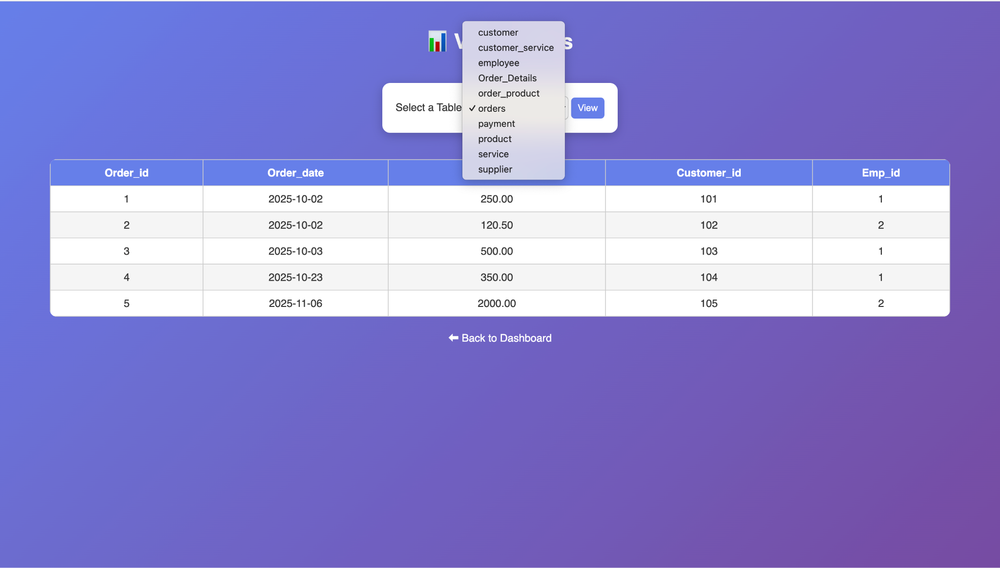 customer
customer_service
employee
Order_Details
order_product
Select a Table ✓ orders View
payment
product
service
supplier
Order_id Order_date Customer_id Emp_id
1 2025-10-02 250.00 101 1
2 2025-10-02 120.50 102 2
3 2025-10-03 500.00 103 1
4 2025-10-23 350.00 104 1
5 2025-11-06 2000.00 105 2
⬅ Back to Dashboard